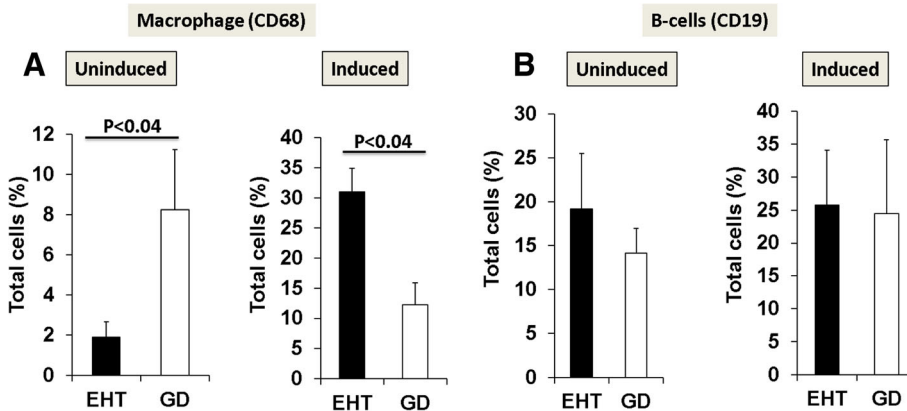 Macrophage (CD68)
B-cells (CD19)
A
Uninduced
Induced
B
Uninduced
Induced
Total cells (%)
12
10
8
6
4
2
0
P<0.04
EHT GD
Total cells (%)
40
35
30
25
20
15
10
5
0
P<0.04
EHT GD
Total cells (%)
30
25
20
15
10
5
0
EHT GD
Total cells (%)
40
35
30
25
20
15
10
5
0
EHT GD